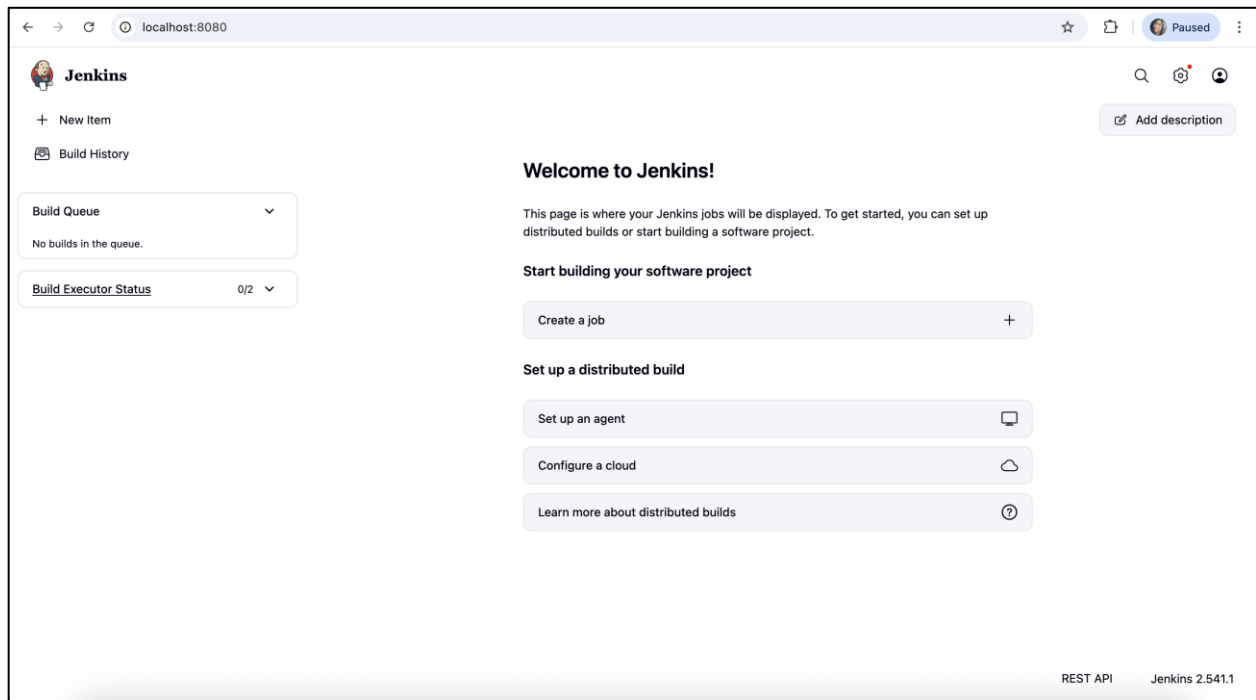 localhost:8080
Paused
Jenkins
New Item
Add description
Build History
Welcome to Jenkins!
Build Queue
No builds in the queue.
Build Executor Status 0/2
This page is where your Jenkins jobs will be displayed. To get started, you can set up
distributed builds or start building a software project.
Start building your software project
Create a job
Set up a distributed build
Set up an agent
Configure a cloud
Learn more about distributed builds
REST API
Jenkins 2.541.1